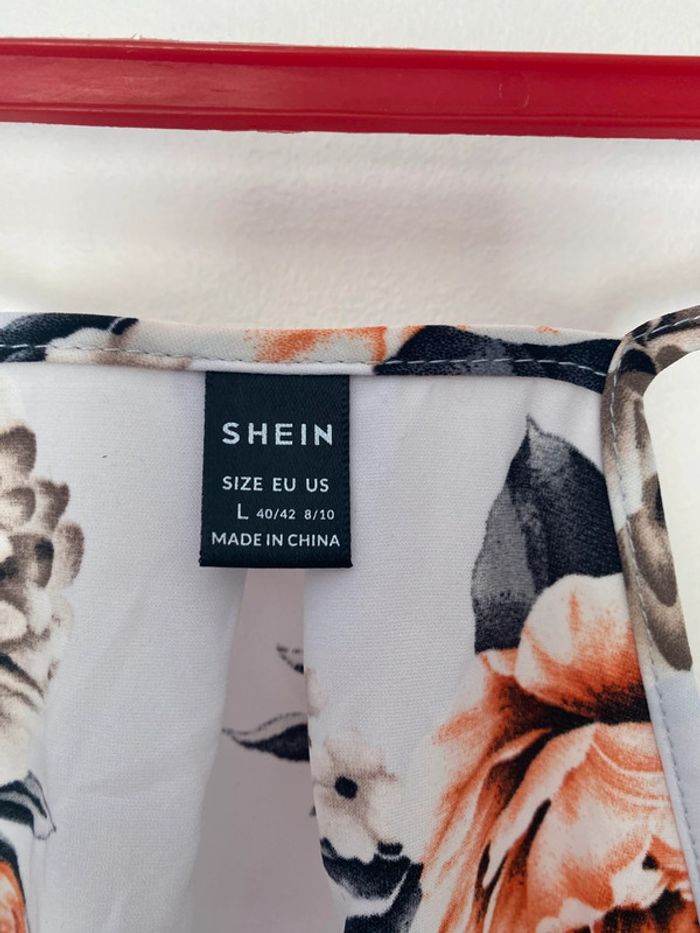 SHEIN
SIZE EU US
L 40/42 8/10
MADE IN CHINA